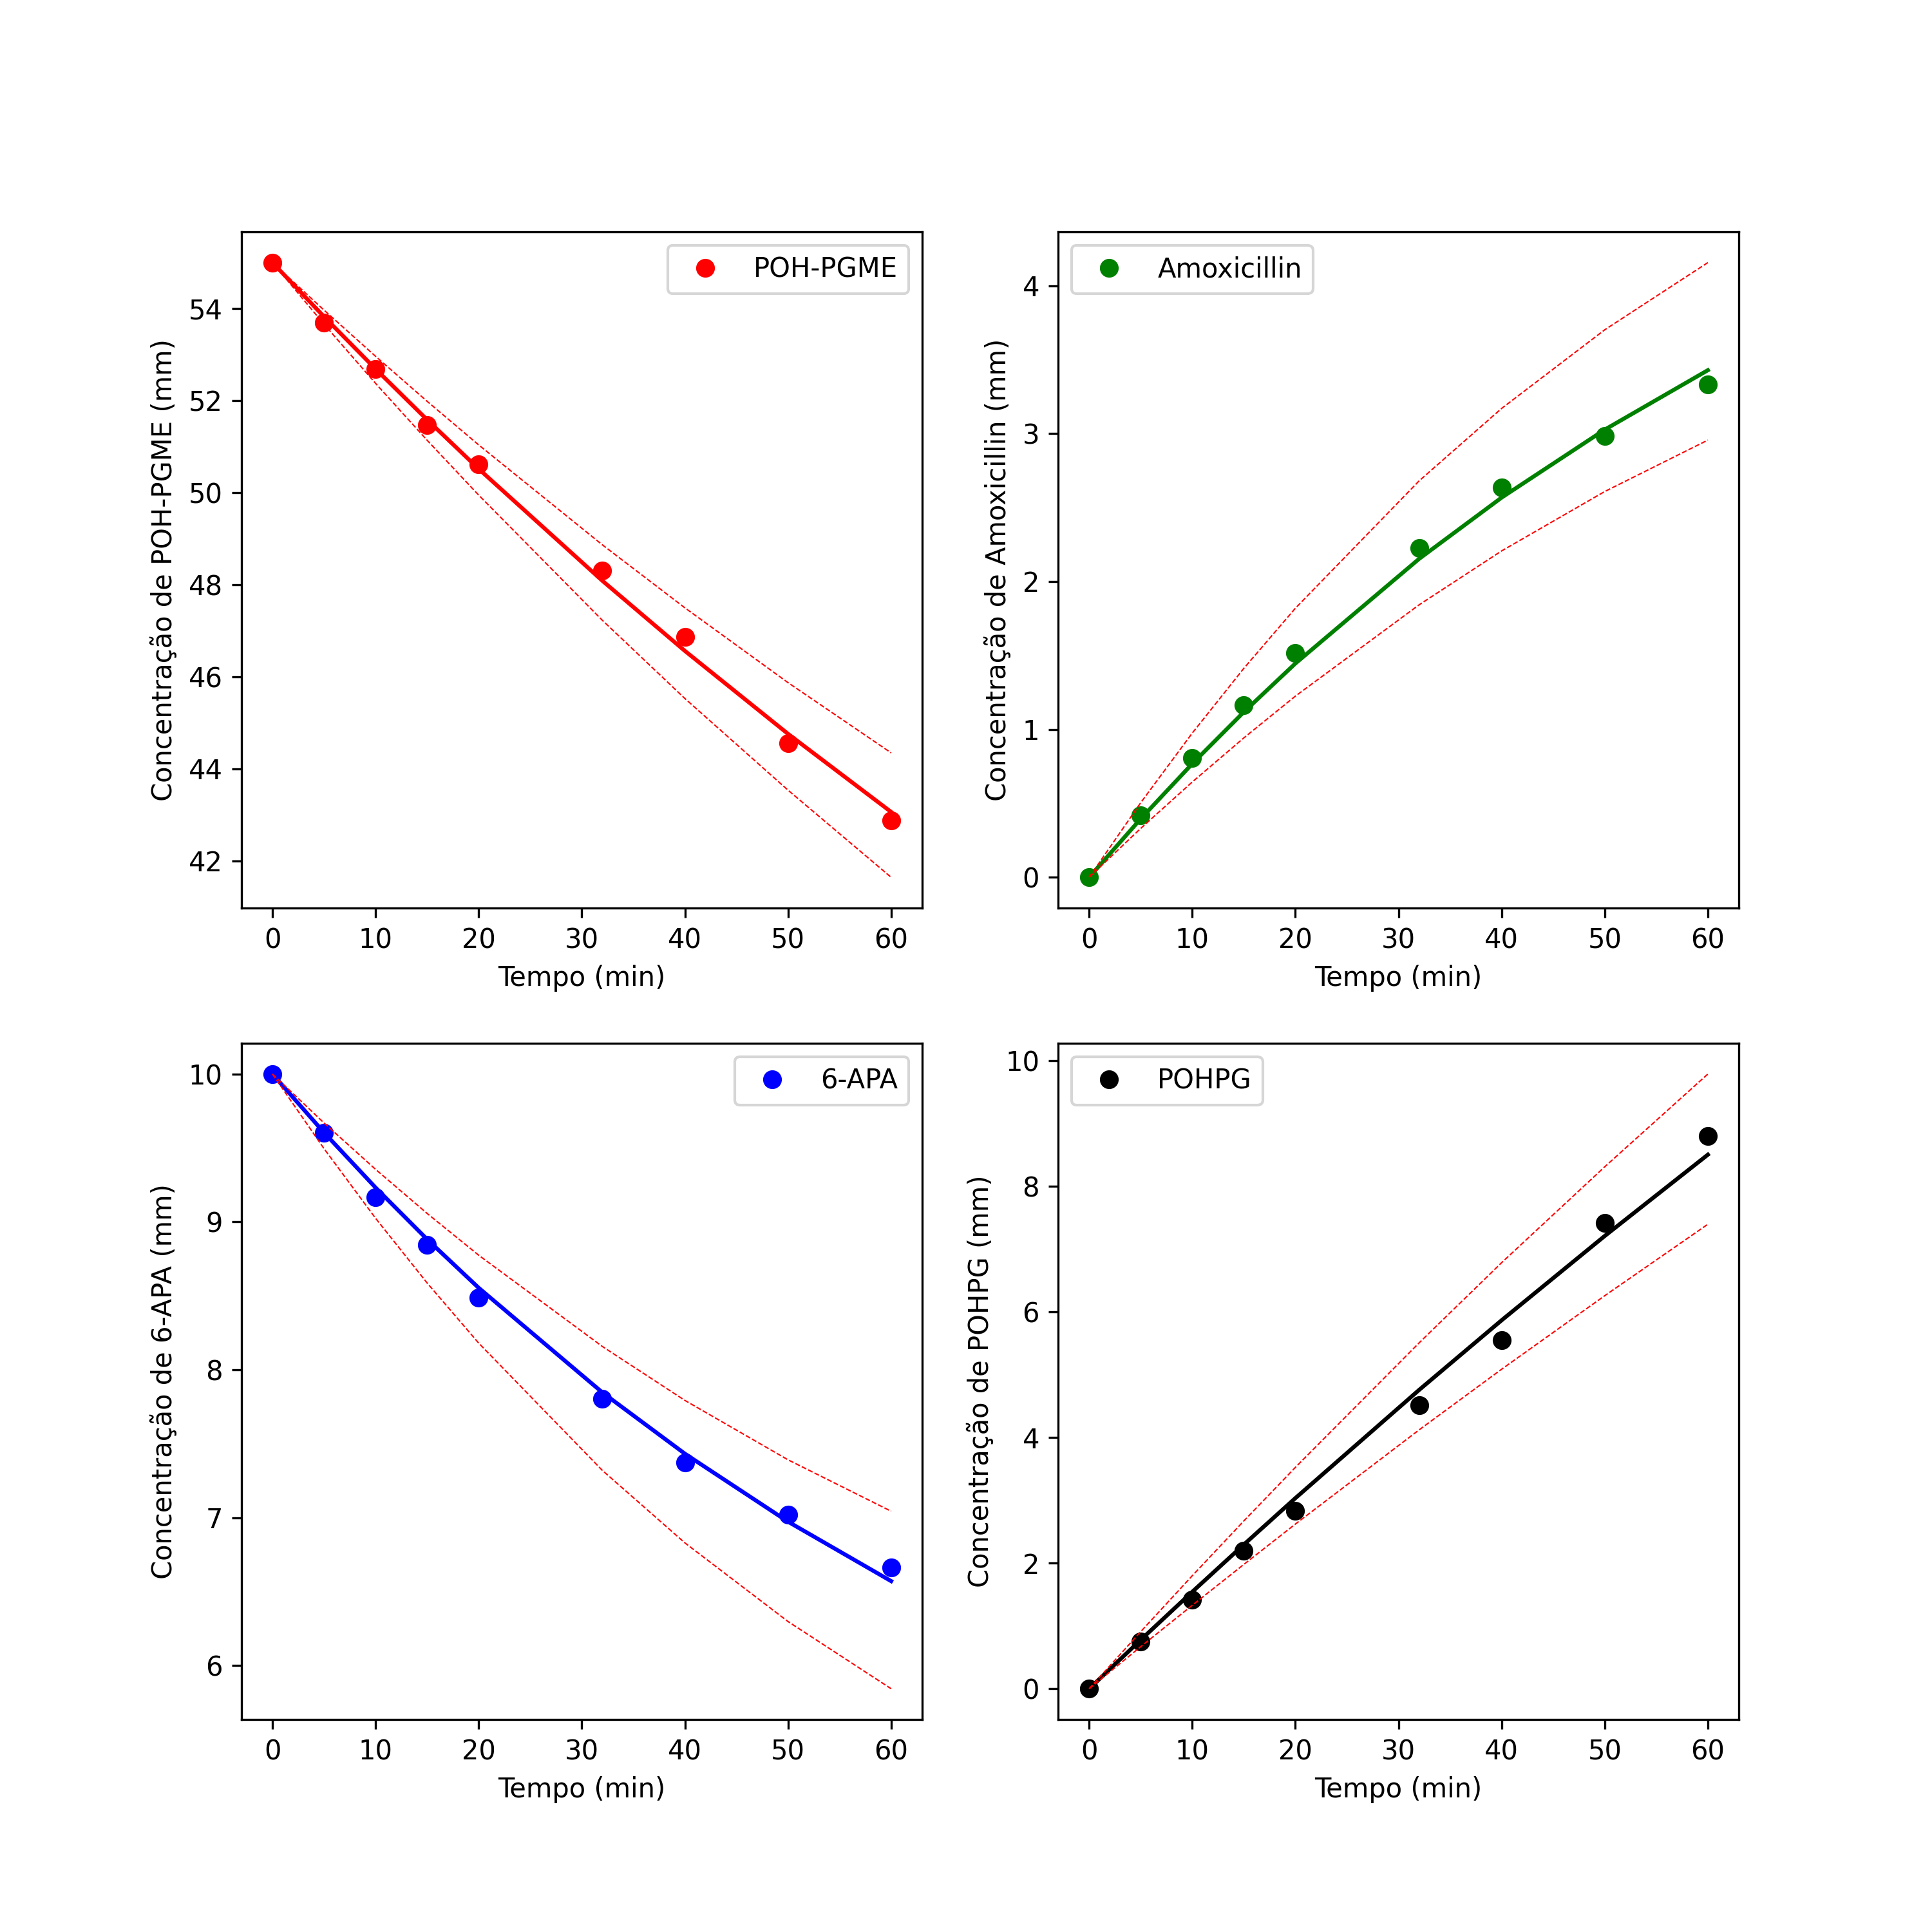 POH-PGME
Concentração de POH-PGME (mm)
54
52
50
48
46
44
42
0 10 20 30 40 50 60
Tempo (min)
Amoxicillin
Concentração de Amoxicillin (mm)
4
3
2
1
0
0 10 20 30 40 50 60
Tempo (min)
6-APA
Concentração de 6-APA (mm)
10
9
8
7
6
0 10 20 30 40 50 60
Tempo (min)
POHPG
Concentração de POHPG (mm)
10
8
6
4
2
0
0 10 20 30 40 50 60
Tempo (min)